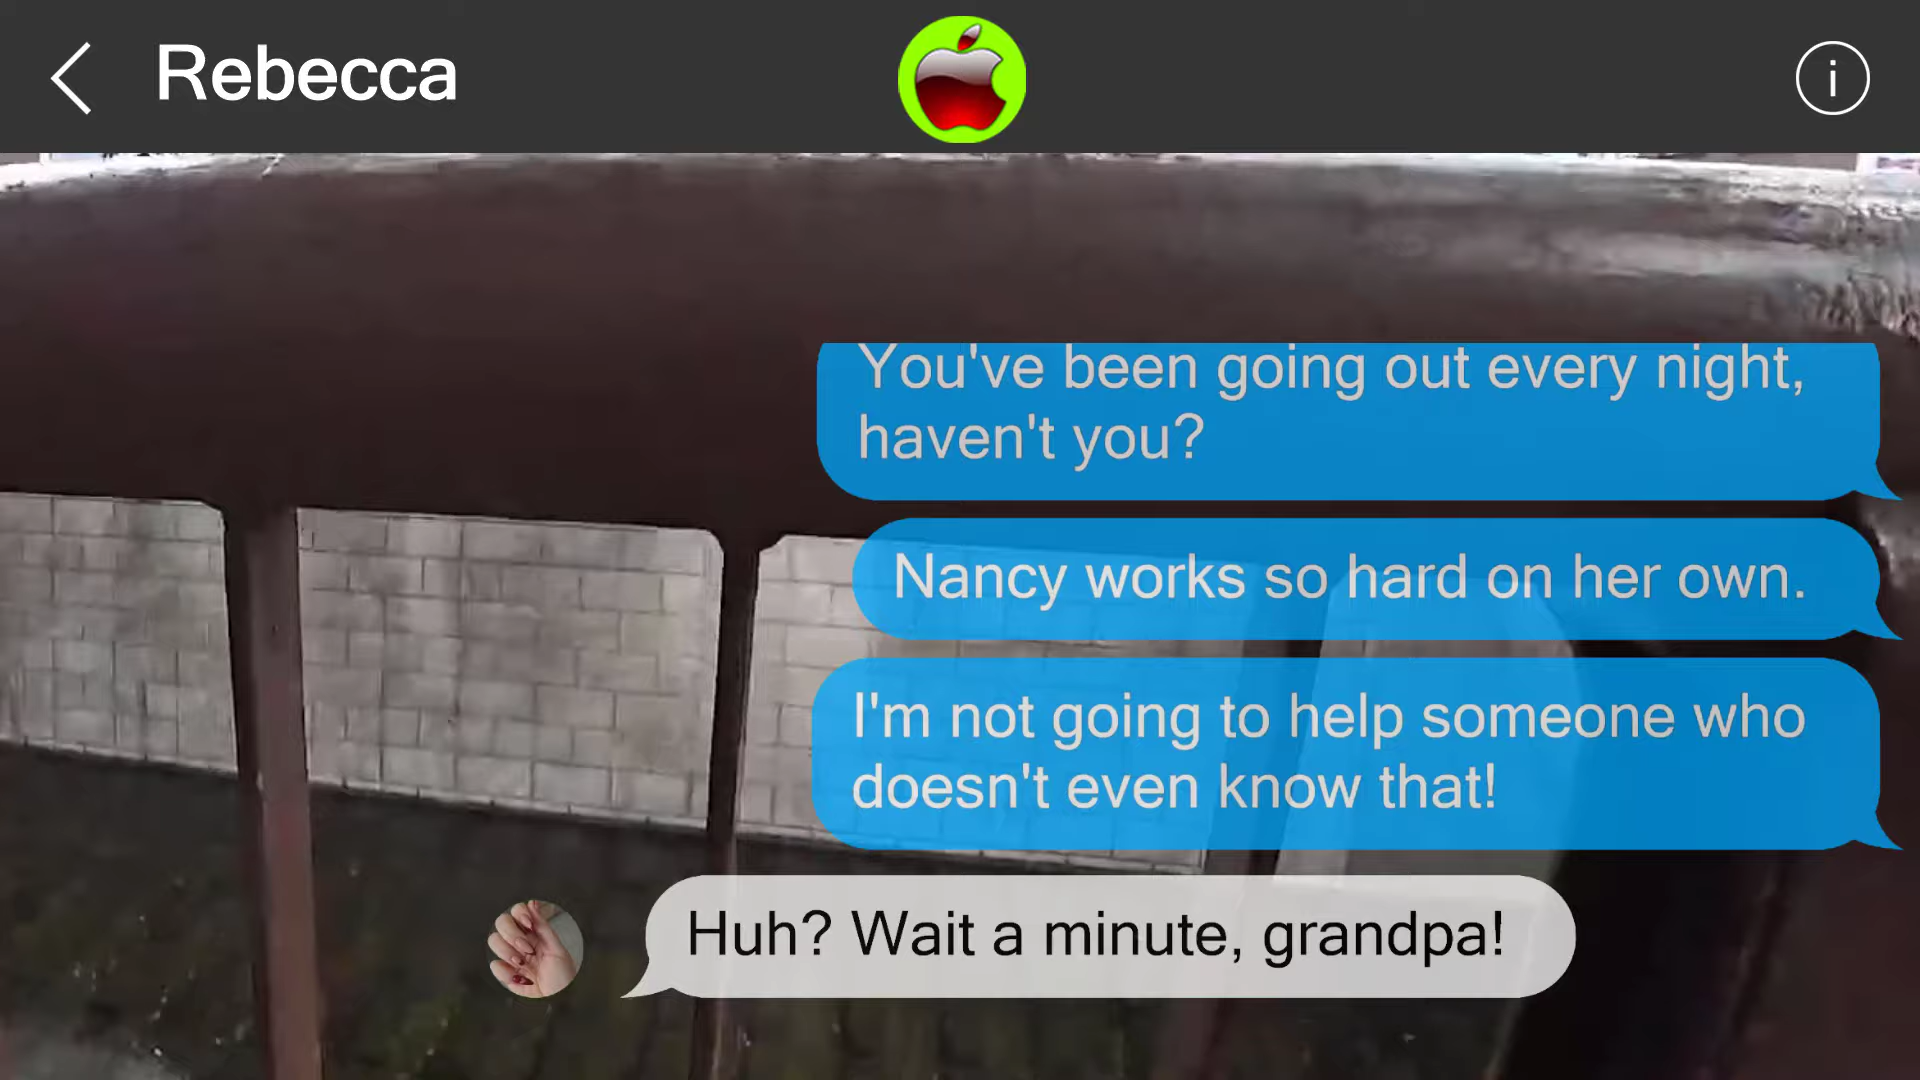 Rebecca
i
You've been going out every night,
haven't you?
Nancy works so hard on her own.
I'm not going to help someone who
doesn't even know that!
Huh? Wait a minute, grandpa!